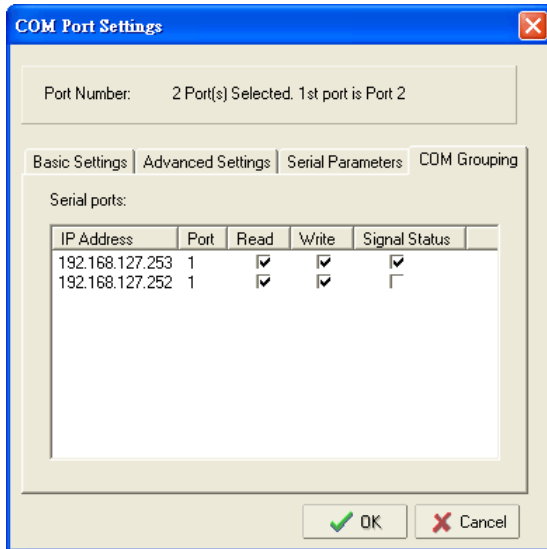 COM Port Settings
Port Number: 2 Port(s) Selected. 1st port is Port 2
Basic Settings Advanced Settings Serial Parameters COM Grouping
Serial ports:
IP Address Port Read Write Signal Status
192.168.127.253 1
192.168.127.252 1
OK Cancel